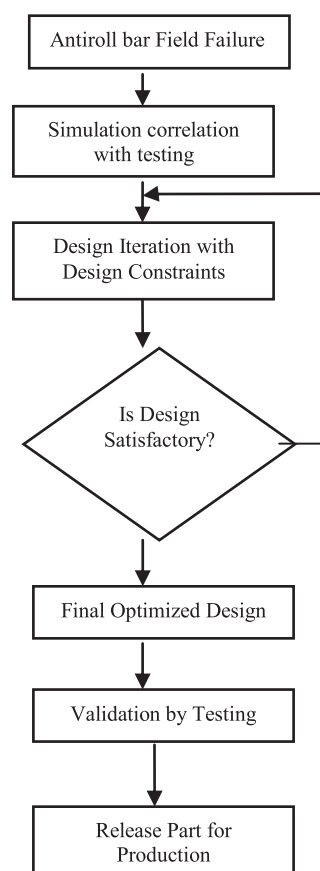 Antiroll bar Field Failure
Simulation correlation
with testing
Design Iteration with
Design Constraints
Is Design
Satisfactory?
Final Optimized Design
Validation by Testing
Release Part for
Production